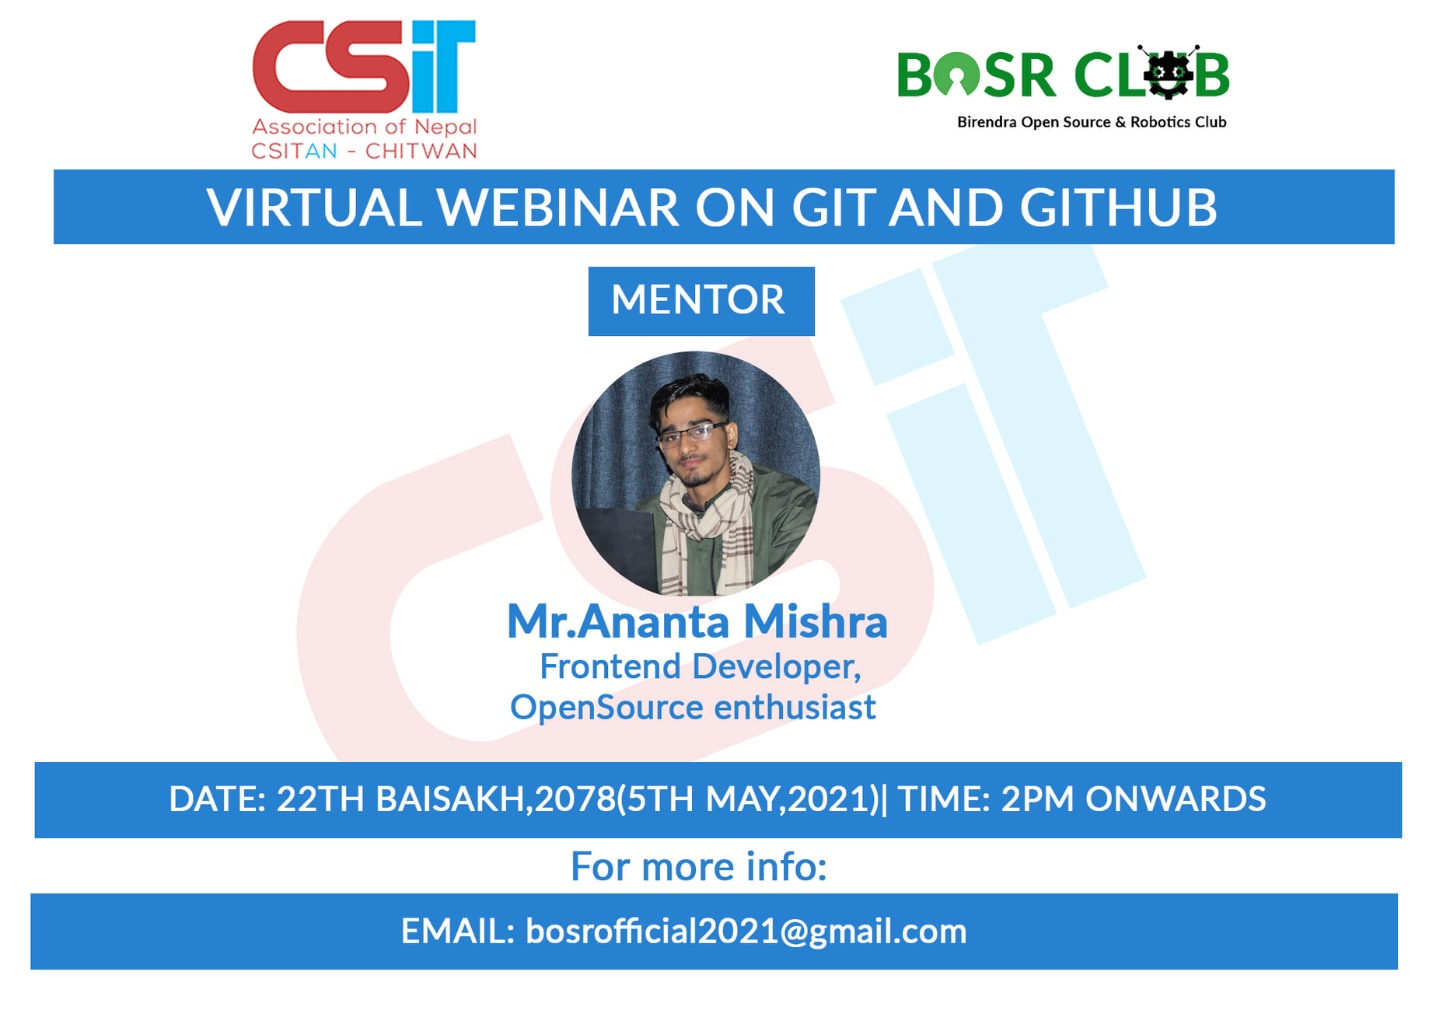 CSiT
Association of Nepal
CSITAN - CHITWAN
BOSR CLUB
Birendra Open Source & Robotics Club
VIRTUAL WEBINAR ON GIT AND GITHUB
MENTOR
CSiT
Mr.Ananta Mishra
Frontend Developer,
OpenSource enthusiast
DATE: 22TH BAISAKH,2078(5TH MAY,2021)| TIME: 2PM ONWARDS
For more info:
EMAIL: bosrofficial2021@gmail.com